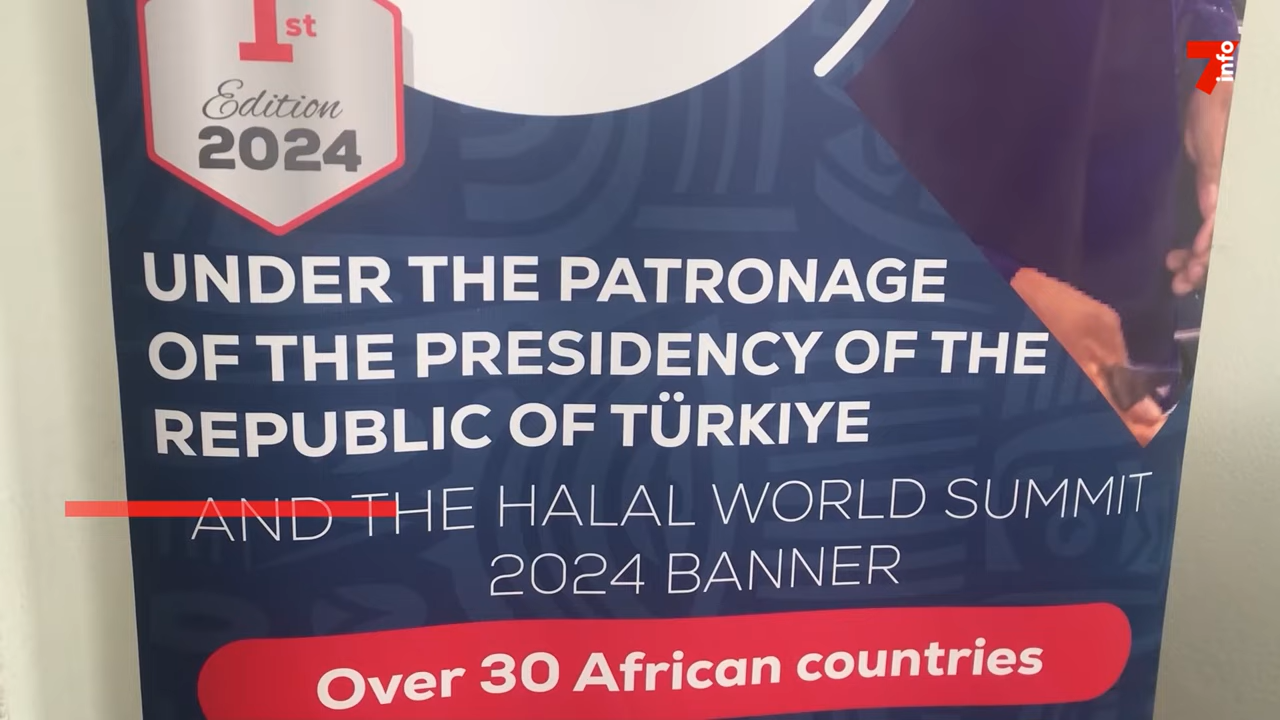 1st
Edition
2024
7info
UNDER THE PATRONAGE
OF THE PRESIDENCY OF THE
REPUBLIC OF TÜRKIYE
AND THE HALAL WORLD SUMMIT
2024 BANNER
Over 30 African countries